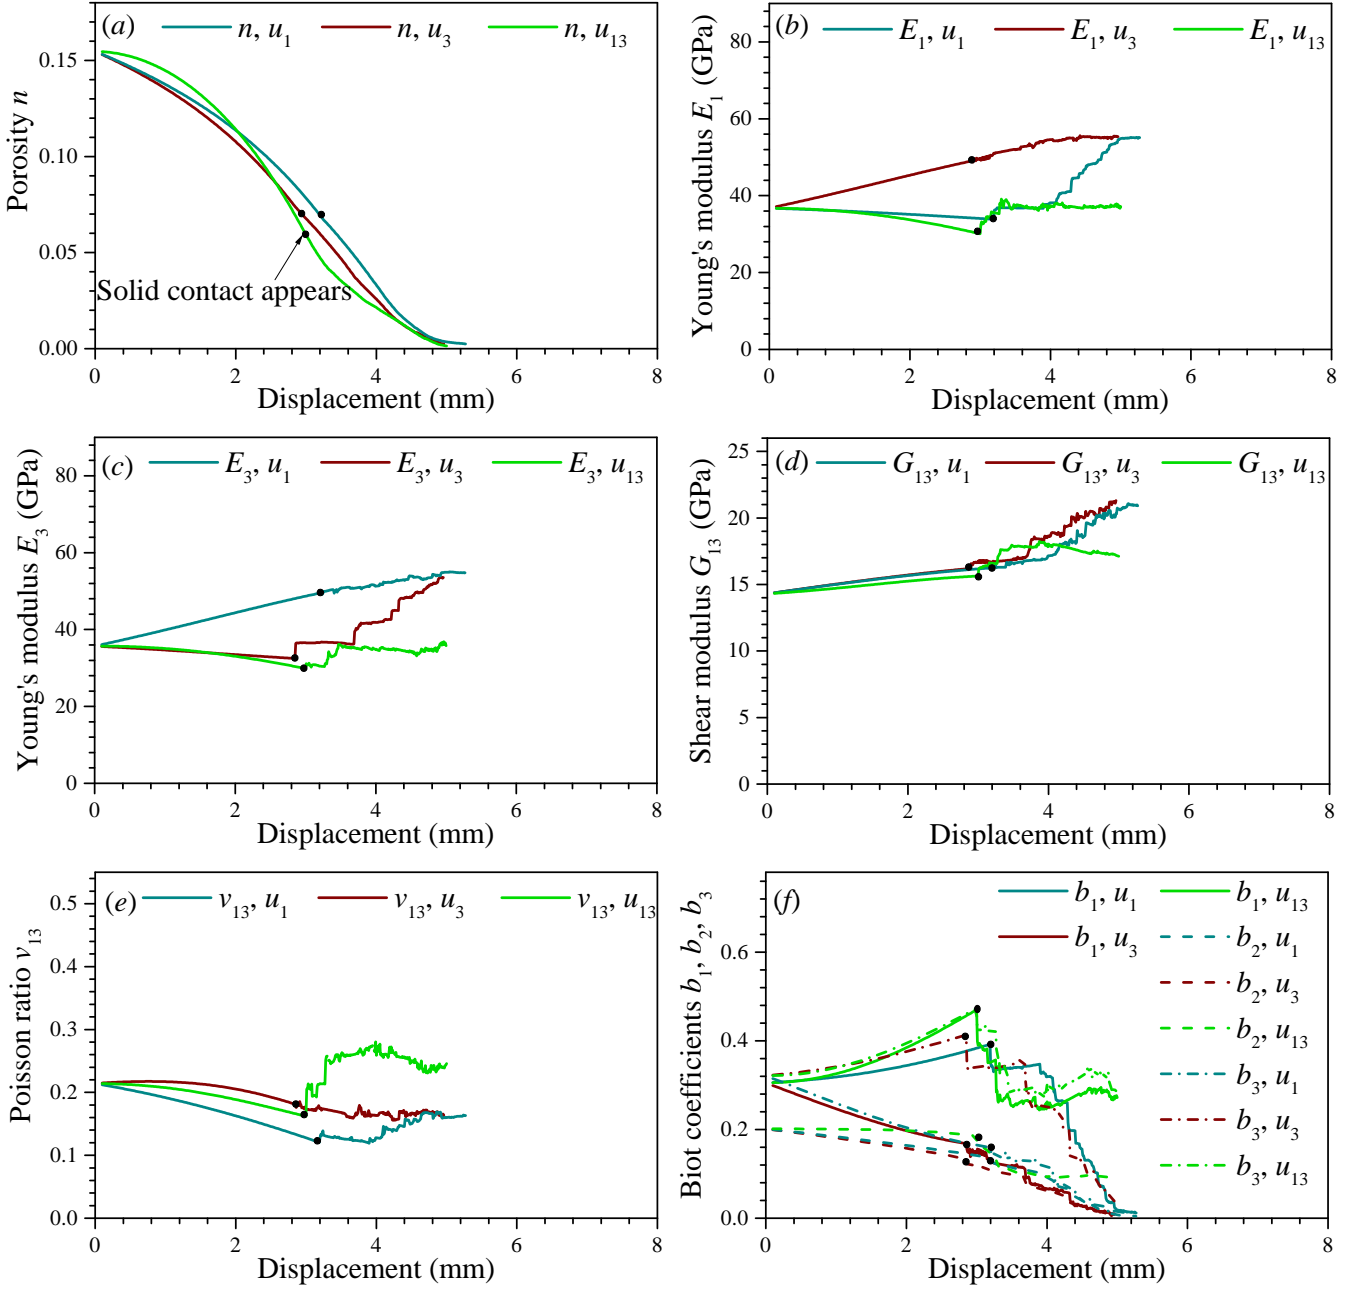 (a) n, u1 n, u3 n, u13
0.15
0.10
0.05
0.00
Porosity n
Solid contact appears
0 2 4 6 8
Displacement (mm)
(b) E1, u1 E1, u3 E1, u13
80
60
40
20
0
Young's modulus E1 (GPa)
0 2 4 6 8
Displacement (mm)
(c) E3, u1 E3, u3 E3, u13
80
60
40
20
0
Young's modulus E3 (GPa)
0 2 4 6 8
Displacement (mm)
(d) G13, u1 G13, u3 G13, u13
25
20
15
10
5
0
Shear modulus G13 (GPa)
0 2 4 6 8
Displacement (mm)
(e) v13, u1 v13, u3 v13, u13
0.5
0.4
0.3
0.2
0.1
0.0
Poisson ratio v13
0 2 4 6 8
Displacement (mm)
(f) b1, u1 b1, u13
b1, u3 b2, u1
b2, u3
b2, u13
b3, u1
b3, u3
b3, u13
0.6
0.4
0.2
0.0
Biot coefficients b1, b2, b3
0 2 4 6 8
Displacement (mm)